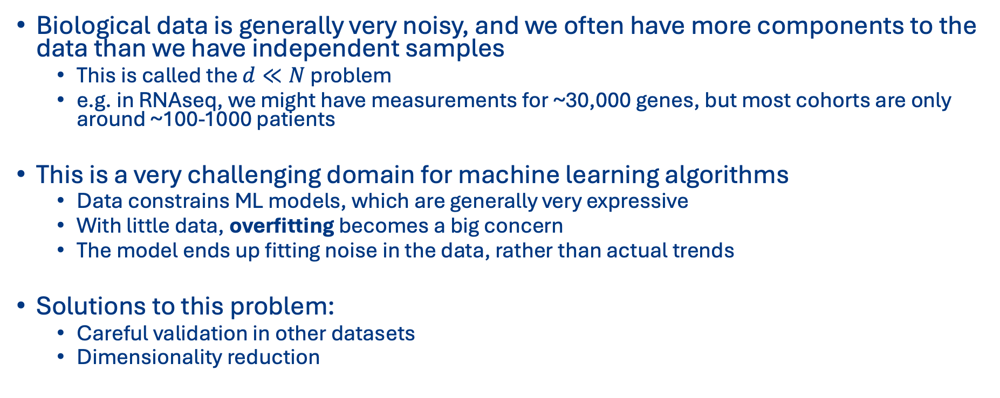 • Biological data is generally very noisy, and we often have more components to the
data than we have independent samples
• This is called the d ≪ N problem
• e.g. in RNAseq, we might have measurements for ~30,000 genes, but most cohorts are only
around ~100-1000 patients
• This is a very challenging domain for machine learning algorithms
• Data constrains ML models, which are generally very expressive
• With little data, overfitting becomes a big concern
• The model ends up fitting noise in the data, rather than actual trends
• Solutions to this problem:
• Careful validation in other datasets
• Dimensionality reduction